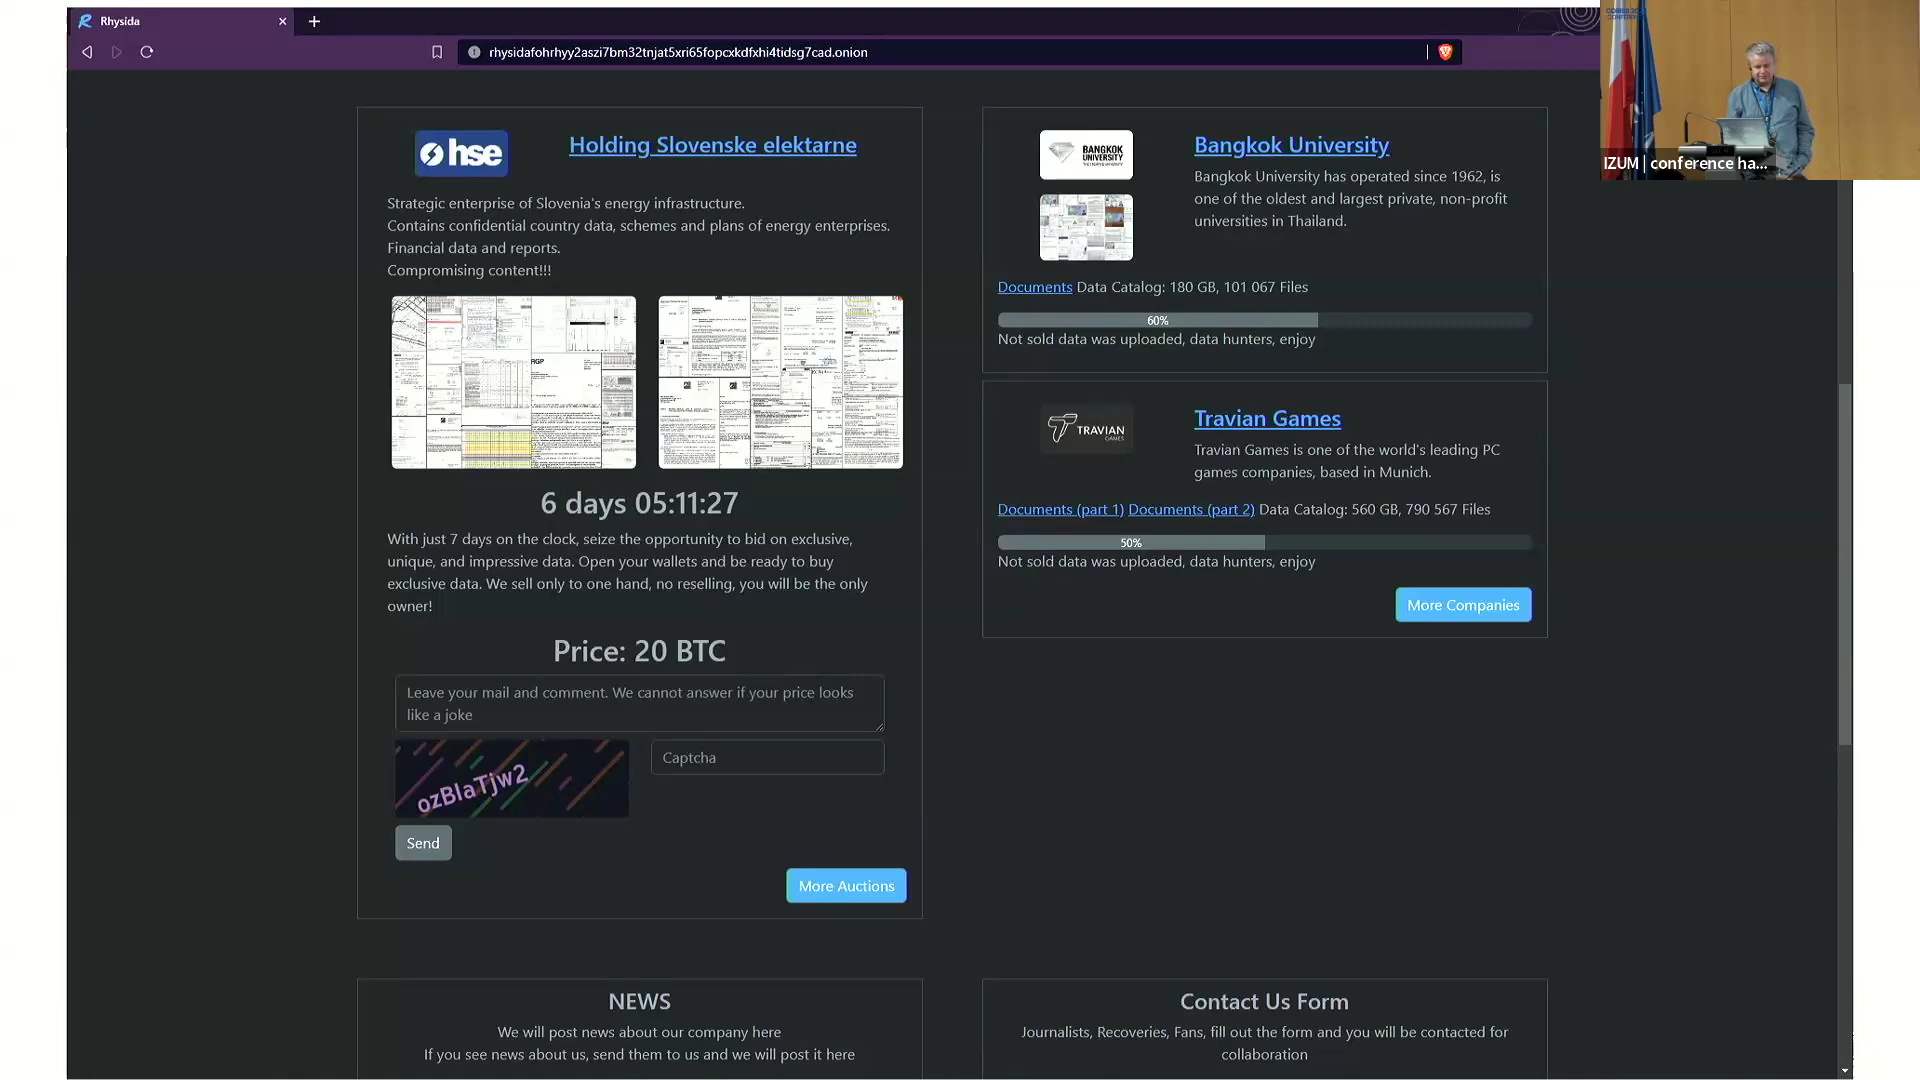 Rhysida
rhysidafohrhyy2aszi7bm32tnjat5xri65fopcxkdfxhi4tidsg7cad.onion
IZUM | conference ha...
hse
Holding Slovenske elektarne
Strategic enterprise of Slovenia's energy infrastructure.
Contains confidential country data, schemes and plans of energy enterprises.
Financial data and reports.
Compromising content!!!
6 days 05:11:27
With just 7 days on the clock, seize the opportunity to bid on exclusive,
unique, and impressive data. Open your wallets and be ready to buy
exclusive data. We sell only to one hand, no reselling, you will be the only
owner!
Price: 20 BTC
Leave your mail and comment. We cannot answer if your price looks
like a joke
ozBlaTjw2
Captcha
Send
More Auctions
BANGKOK
UNIVERSITY
Bangkok University
Bangkok University has operated since 1962, is
one of the oldest and largest private, non-profit
universities in Thailand.
Documents Data Catalog: 180 GB, 101 067 Files
60%
Not sold data was uploaded, data hunters, enjoy
TRAVIAN
GAMES
Travian Games
Travian Games is one of the world's leading PC
games companies, based in Munich.
Documents (part 1) Documents (part 2) Data Catalog: 560 GB, 790 567 Files
50%
Not sold data was uploaded, data hunters, enjoy
More Companies
NEWS
We will post news about our company here
If you see news about us, send them to us and we will post it here
Contact Us Form
Journalists, Recoveries, Fans, fill out the form and you will be contacted for
collaboration